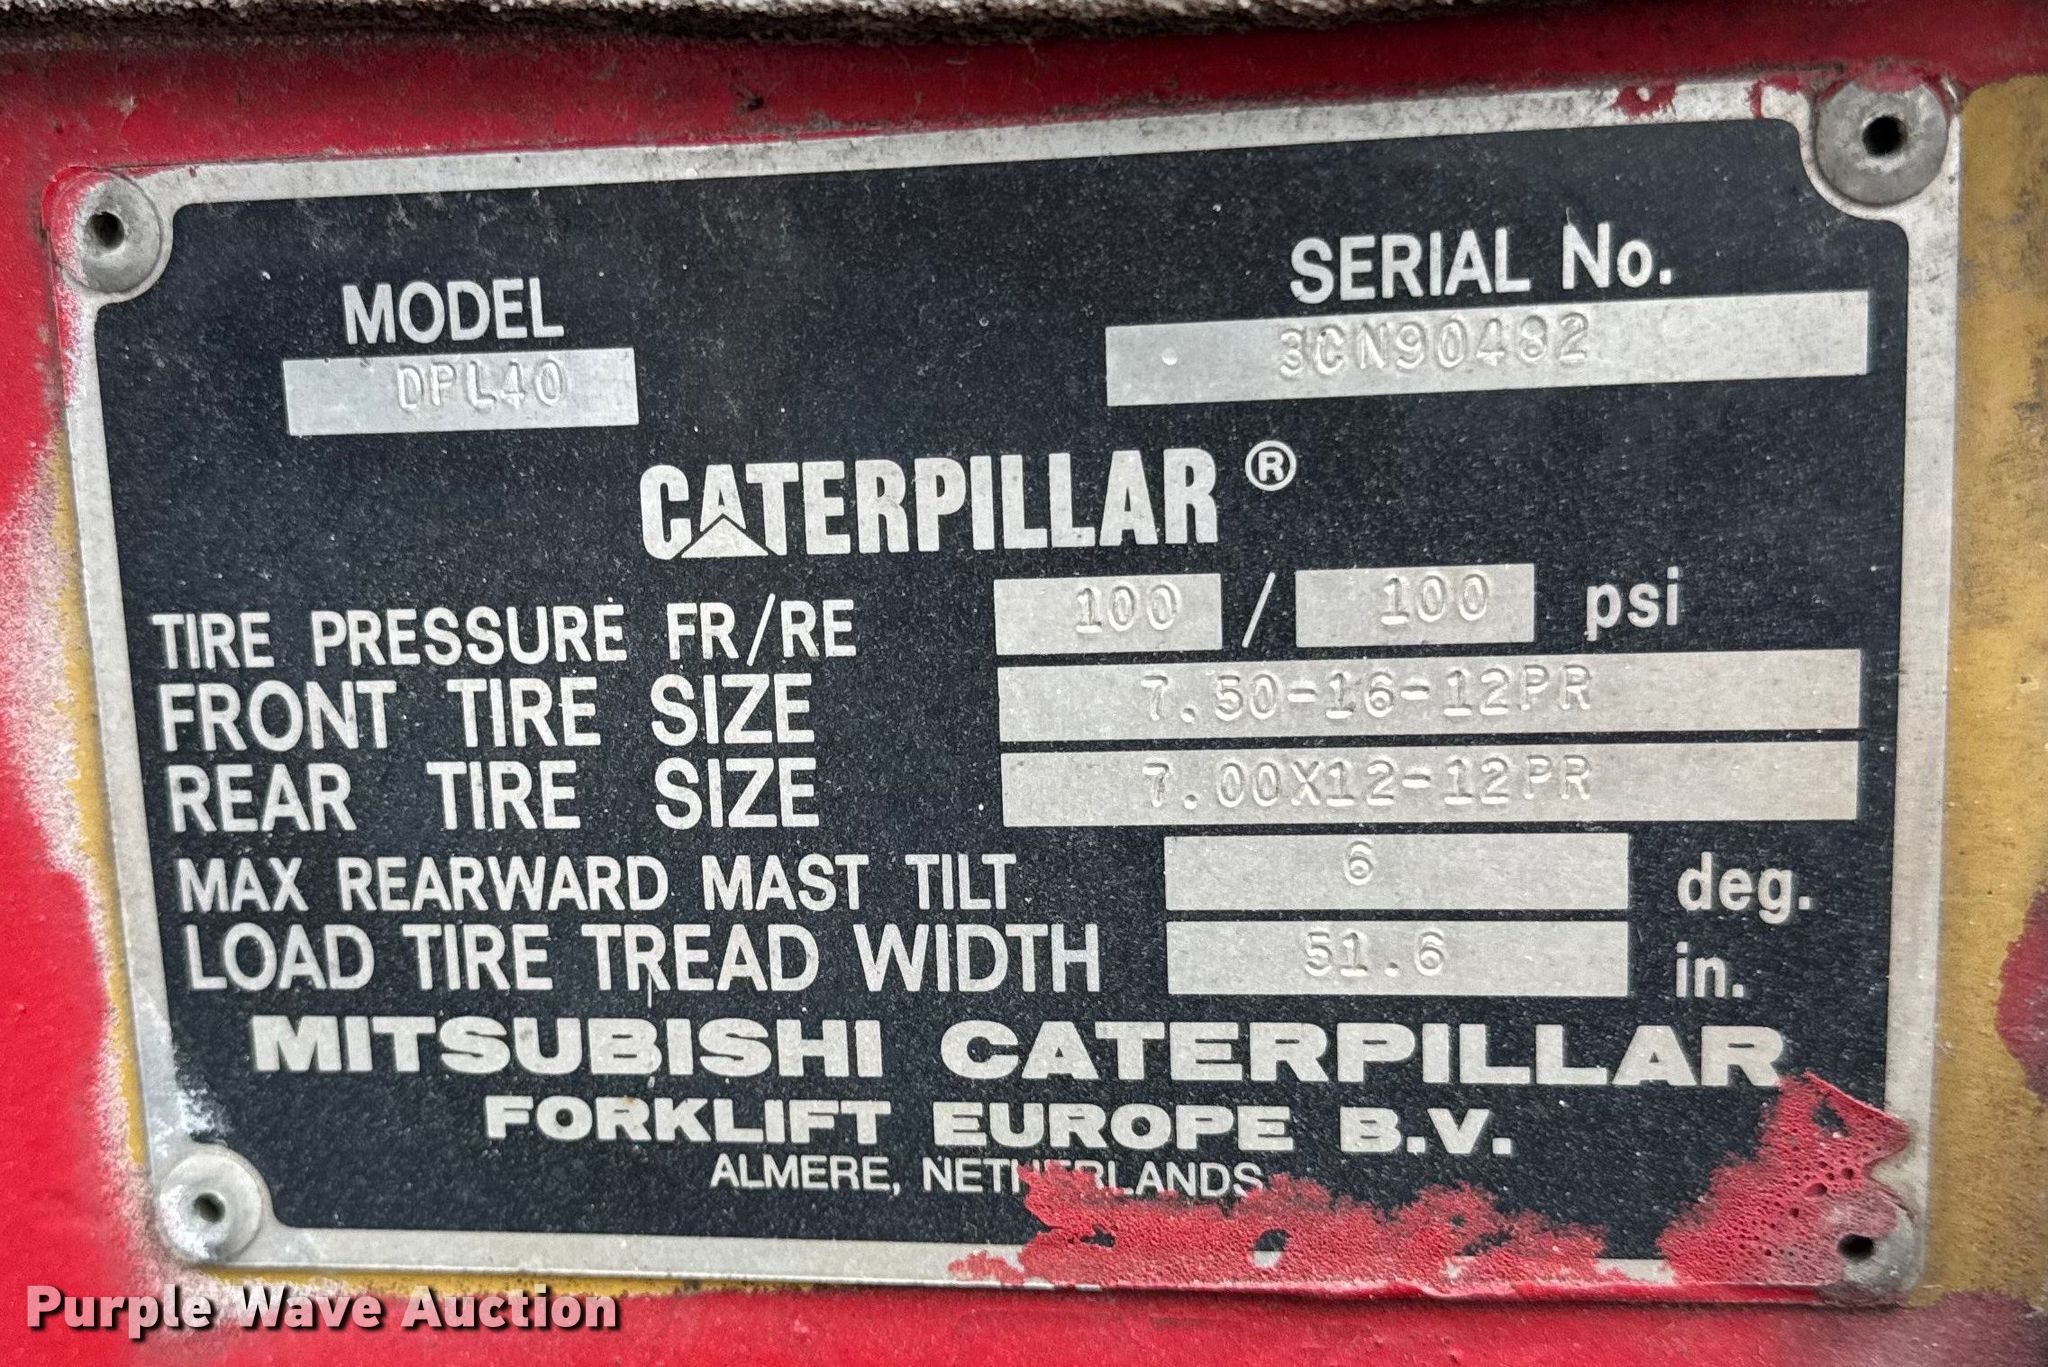 MODEL
DPL40
SERIAL No.
3CN90482
CATERPILLAR®
TIRE PRESSURE FR/RE 100 / 100 psi
FRONT TIRE SIZE 7.50-16-12PR
REAR TIRE SIZE 7.00X12-12PR
MAX REARWARD MAST TILT 6 deg.
LOAD TIRE TREAD WIDTH 51.6 in.
MITSUBISHI CATERPILLAR
FORKLIFT EUROPE B.V.
ALMERE, NETHERLANDS
Purple Wave Auction